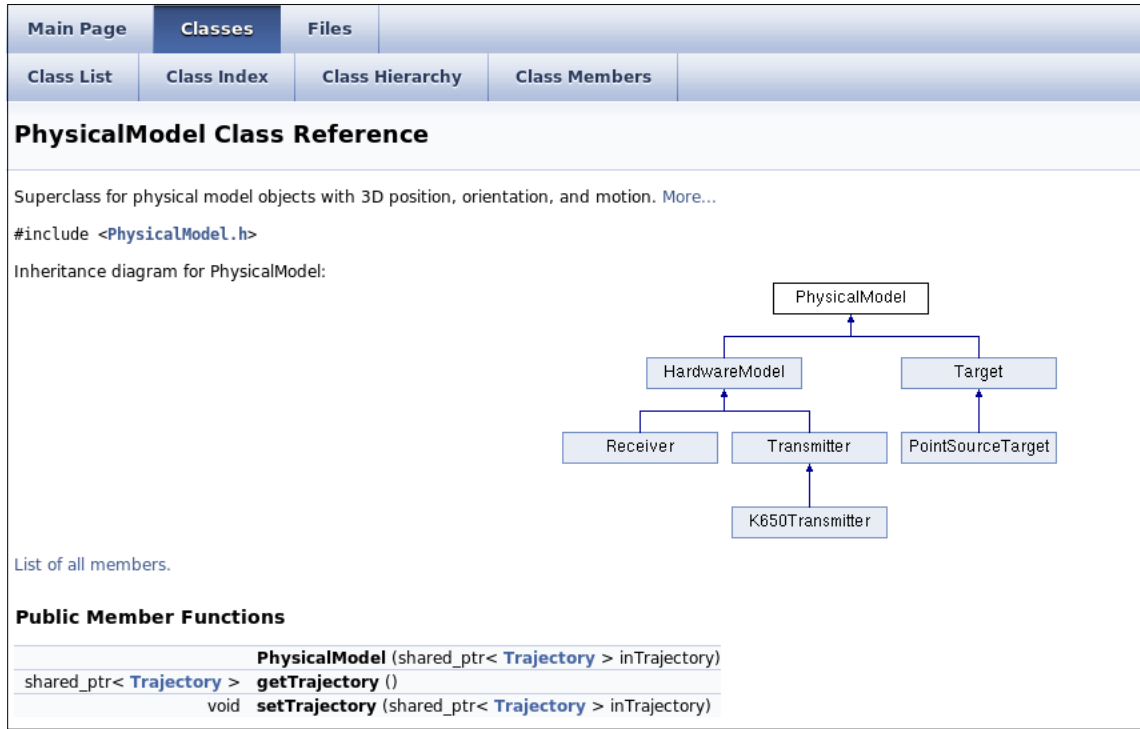 Main Page Classes Files
Class List Class Index Class Hierarchy Class Members
PhysicalModel Class Reference
Superclass for physical model objects with 3D position, orientation, and motion. More...
#include <PhysicalModel.h>
Inheritance diagram for PhysicalModel:
PhysicalModel
HardwareModel Target
Receiver Transmitter PointSourceTarget
K650Transmitter
List of all members.
Public Member Functions
PhysicalModel (shared_ptr< Trajectory > inTrajectory)
shared_ptr< Trajectory > getTrajectory ()
void setTrajectory (shared_ptr< Trajectory > inTrajectory)